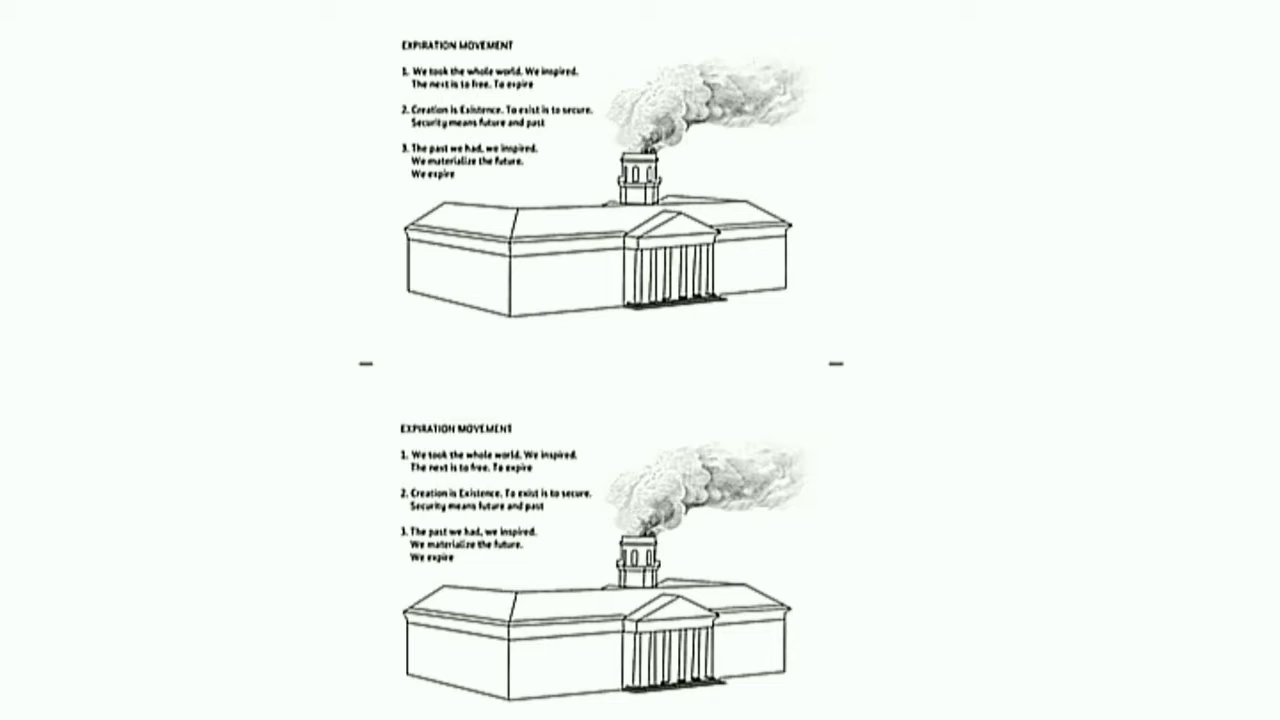 EXPIRATION MOVEMENT
1. We took the whole world. We inspired.
The next is to free. To expire
2. Creation is Existence. To exist is to secure.
Security means future and past
3. The past we had, we inspired.
We materialize the future.
We expire
EXPIRATION MOVEMENT
1. We took the whole world. We inspired.
The next is to free. To expire
2. Creation is Existence. To exist is to secure.
Security means future and past
3. The past we had, we inspired.
We materialize the future.
We expire